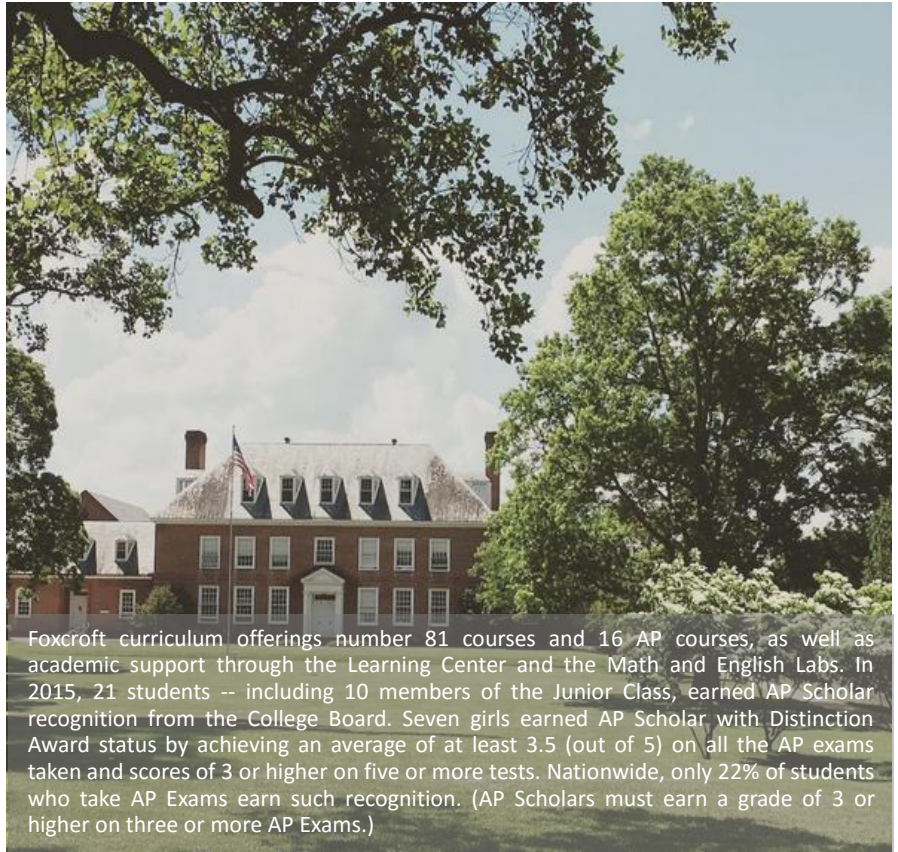 Foxcroft curriculum offerings number 81 courses and 16 AP courses, as well as
academic support through the Learning Center and the Math and English Labs. In
2015, 21 students -- including 10 members of the Junior Class, earned AP Scholar
recognition from the College Board. Seven girls earned AP Scholar with Distinction
Award status by achieving an average of at least 3.5 (out of 5) on all the AP exams
taken and scores of 3 or higher on five or more tests. Nationwide, only 22% of students
who take AP Exams earn such recognition. (AP Scholars must earn a grade of 3 or
higher on three or more AP Exams.)